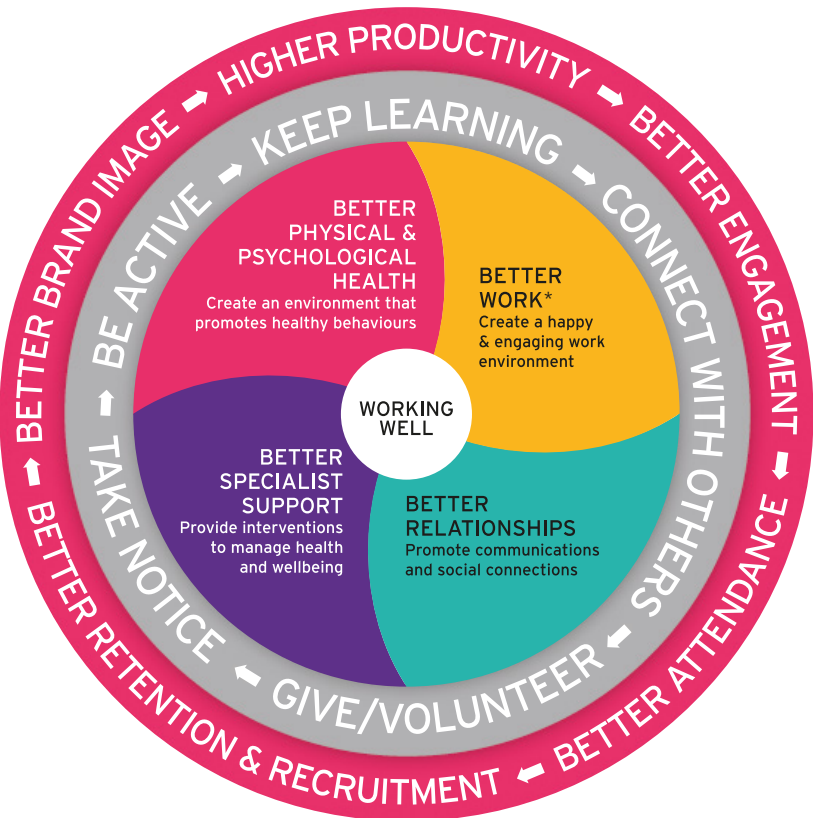 HIGHER PRODUCTIVITY
BETTER ENGAGEMENT
BETTER ATTENDANCE
BETTER RETENTION & RECRUITMENT
BETTER BRAND IMAGE
KEEP LEARNING
CONNECT WITH OTHERS
GIVE/VOLUNTEER
TAKE NOTICE
BE ACTIVE
BETTER
PHYSICAL &
PSYCHOLOGICAL
HEALTH
Create an environment that
promotes healthy behaviours
BETTER
WORK*
Create a happy
& engaging work
environment
WORKING
WELL
BETTER
SPECIALIST
SUPPORT
Provide interventions
to manage health
and wellbeing
BETTER
RELATIONSHIPS
Promote communications
and social connections